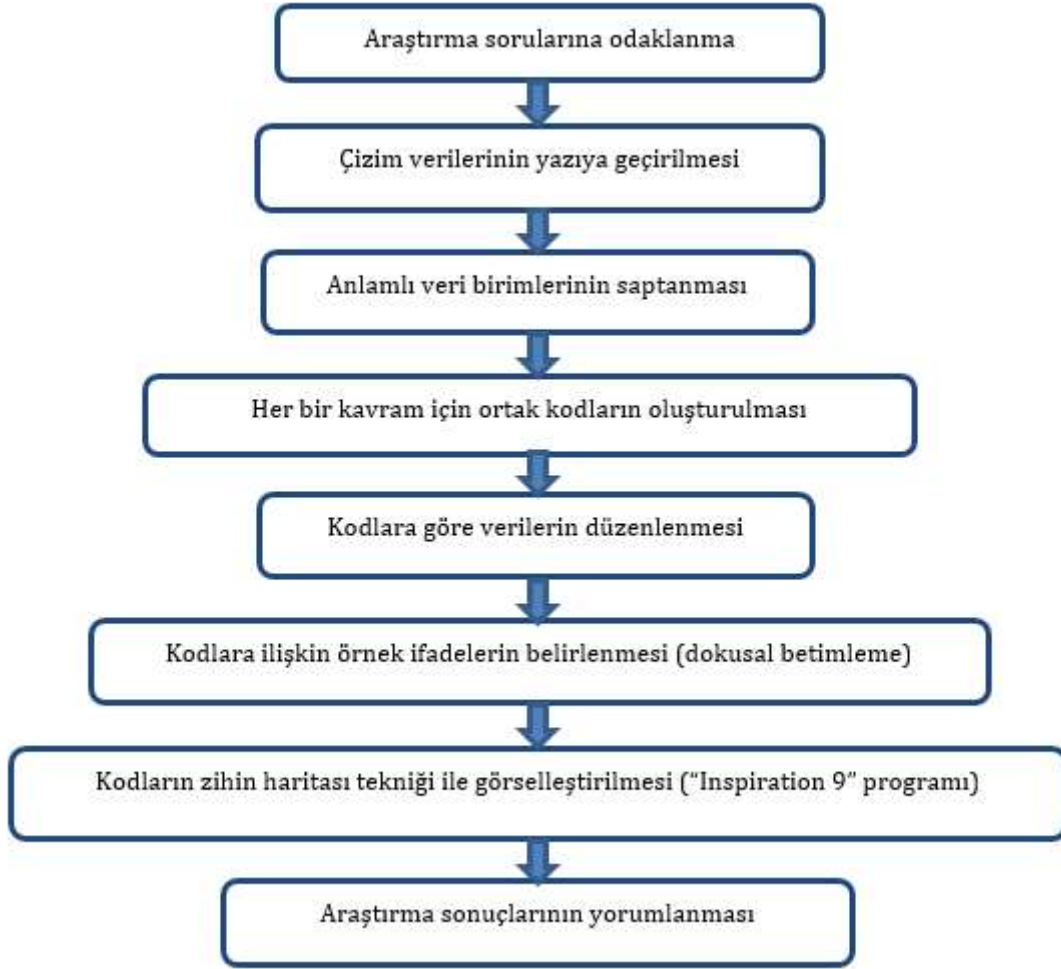 Araştırma sorularına odaklanma
Çizim verilerinin yazıya geçirilmesi
Anlamlı veri birimlerinin saptanması
Her bir kavram için ortak kodların oluşturulması
Kodlara göre verilerin düzenlenmesi
Kodlara ilişkin örnek ifadelerin belirlenmesi (dokusal betimleme)
Kodların zihin haritası tekniği ile görselleştirilmesi (“Inspiration 9” programı)
Araştırma sonuçlarının yorumlanması